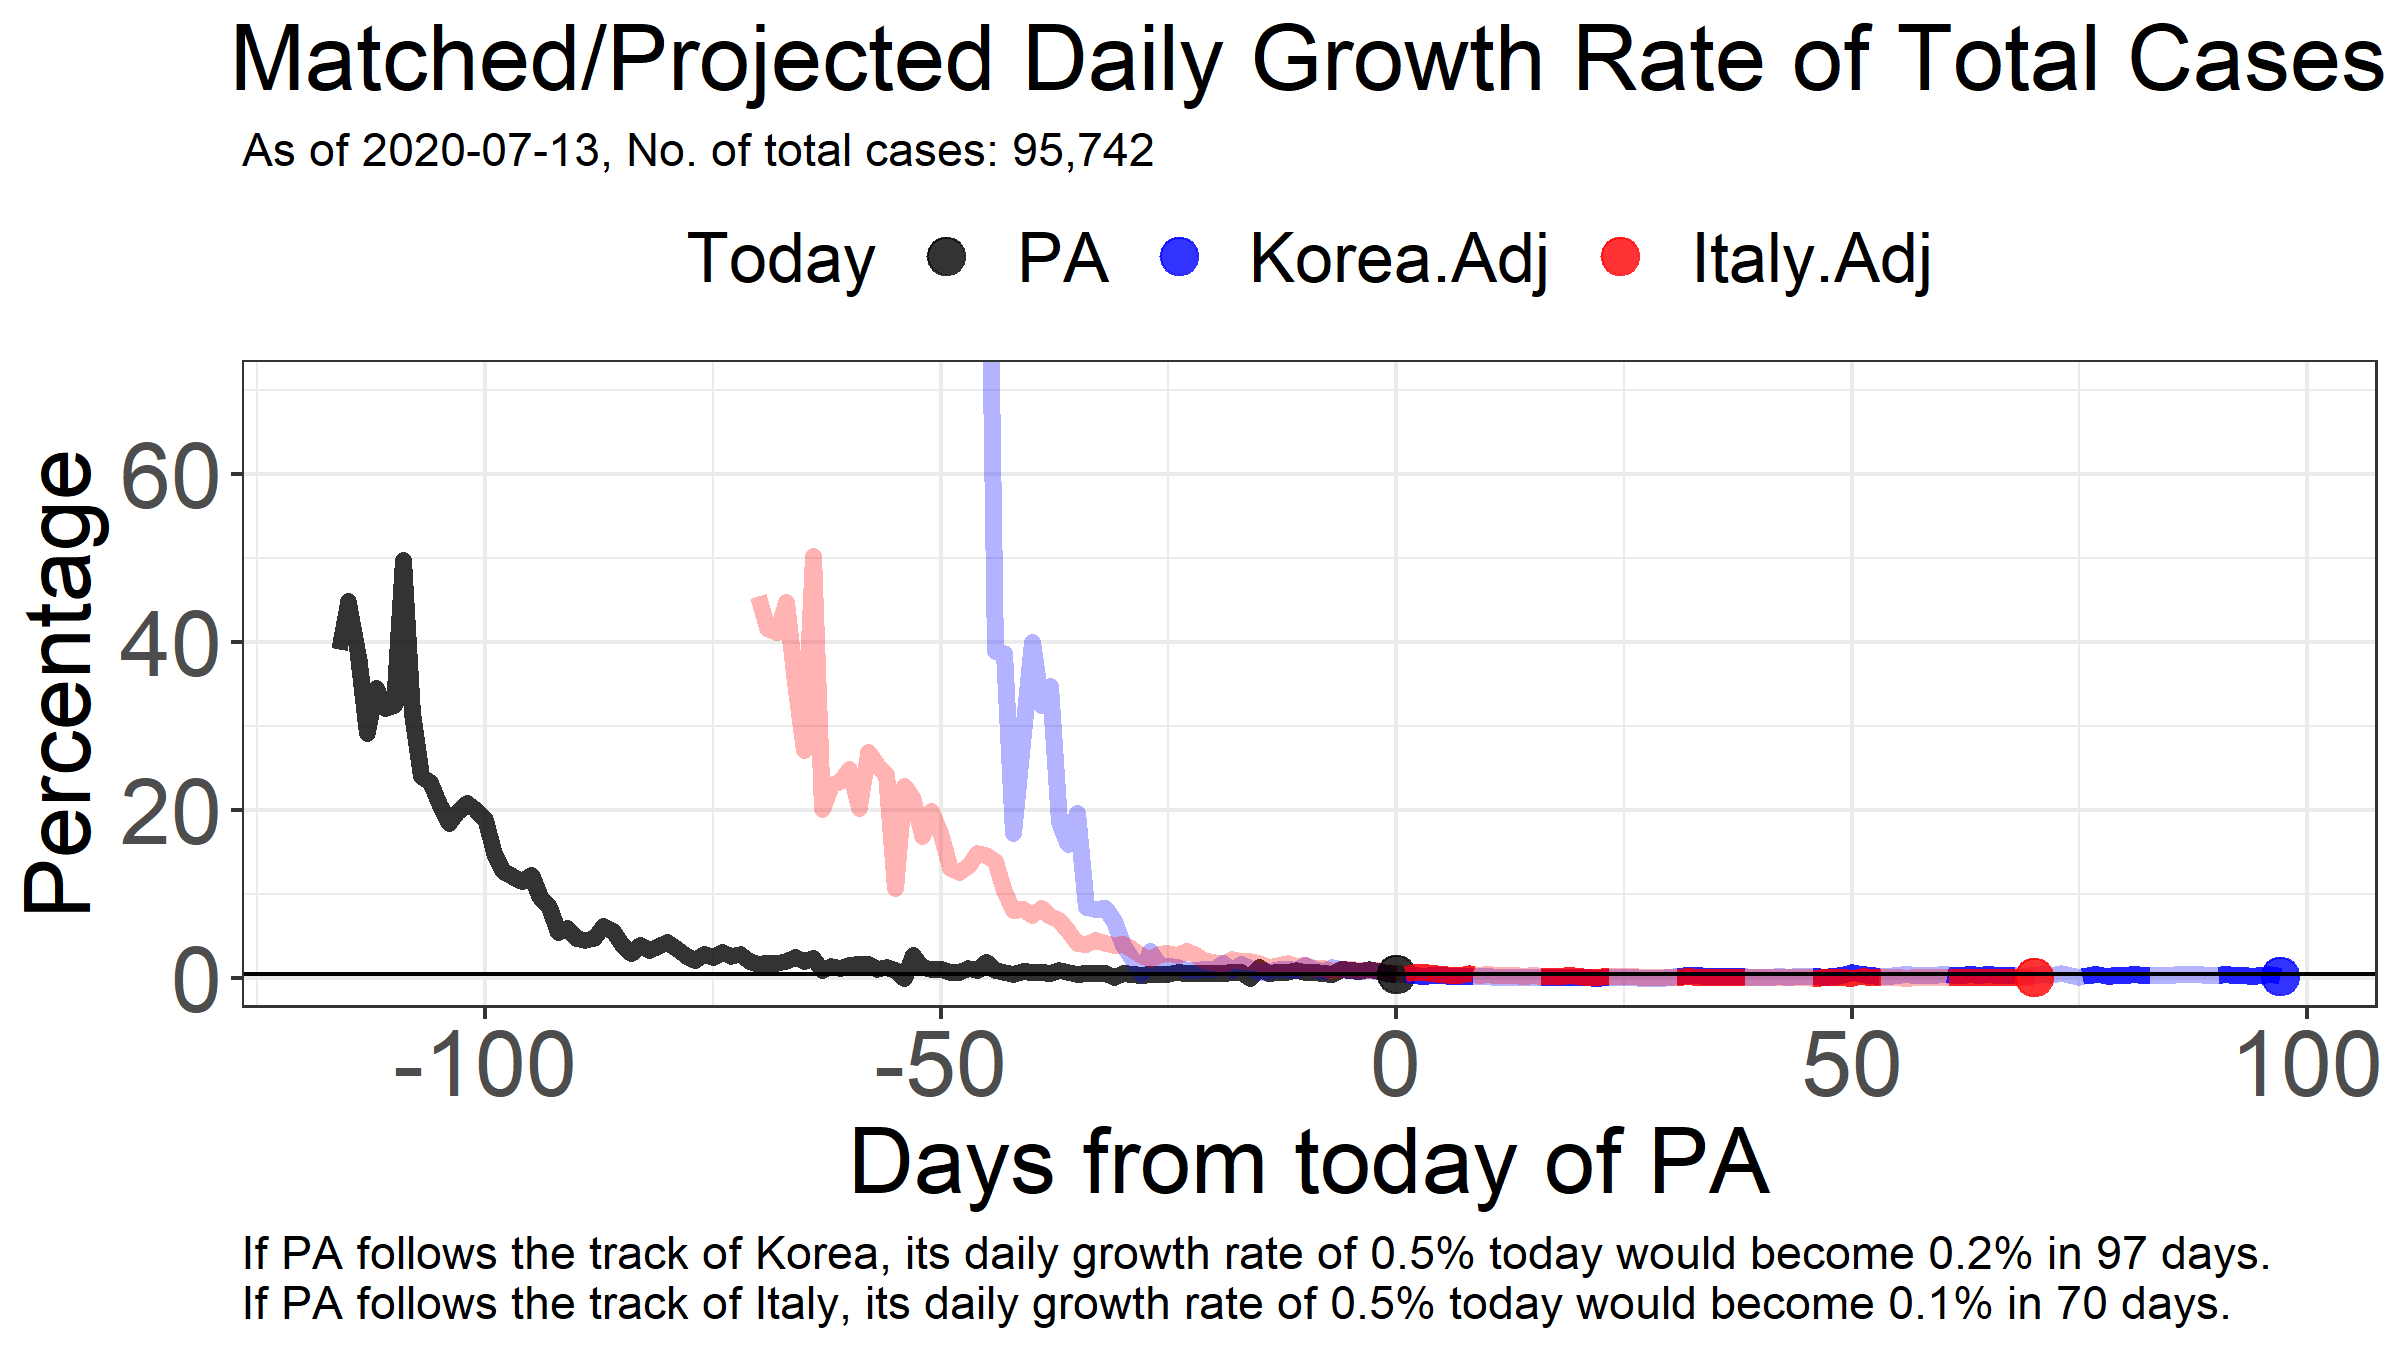 Matched/Projected Daily Growth Rate of Total Cases
As of 2020-07-13, No. of total cases: 95,742
Today PA Korea.Adj Italy.Adj
Percentage
60
40
20
0
-100 -50 0 50 100
Days from today of PA
If PA follows the track of Korea, its daily growth rate of 0.5% today would become 0.2% in 97 days.
If PA follows the track of Italy, its daily growth rate of 0.5% today would become 0.1% in 70 days.